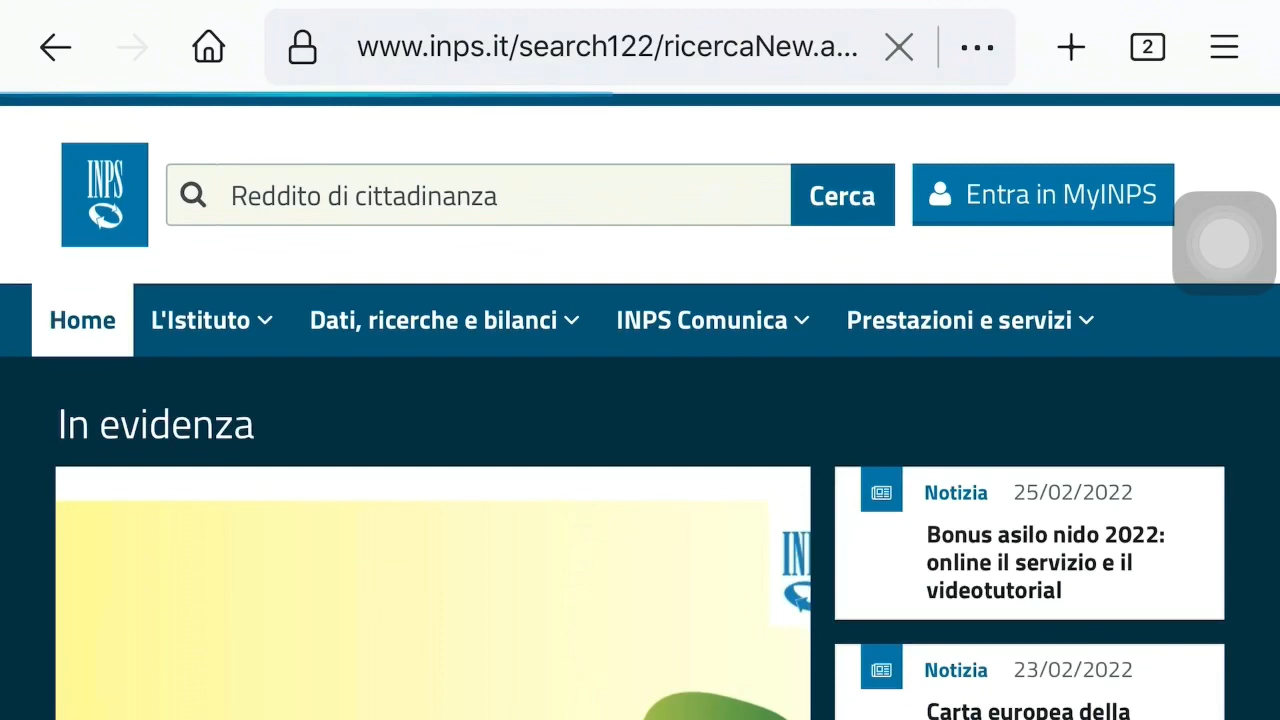 www.inps.it/search122/ricercaNew.a...
2
INPS
Reddito di cittadinanza
Cerca
Entra in MyINPS
Home
L'Istituto
Dati, ricerche e bilanci
INPS Comunica
Prestazioni e servizi
In evidenza
Notizia 25/02/2022
Bonus asilo nido 2022:
online il servizio e il
videotutorial
Notizia 23/02/2022
Carta europea della